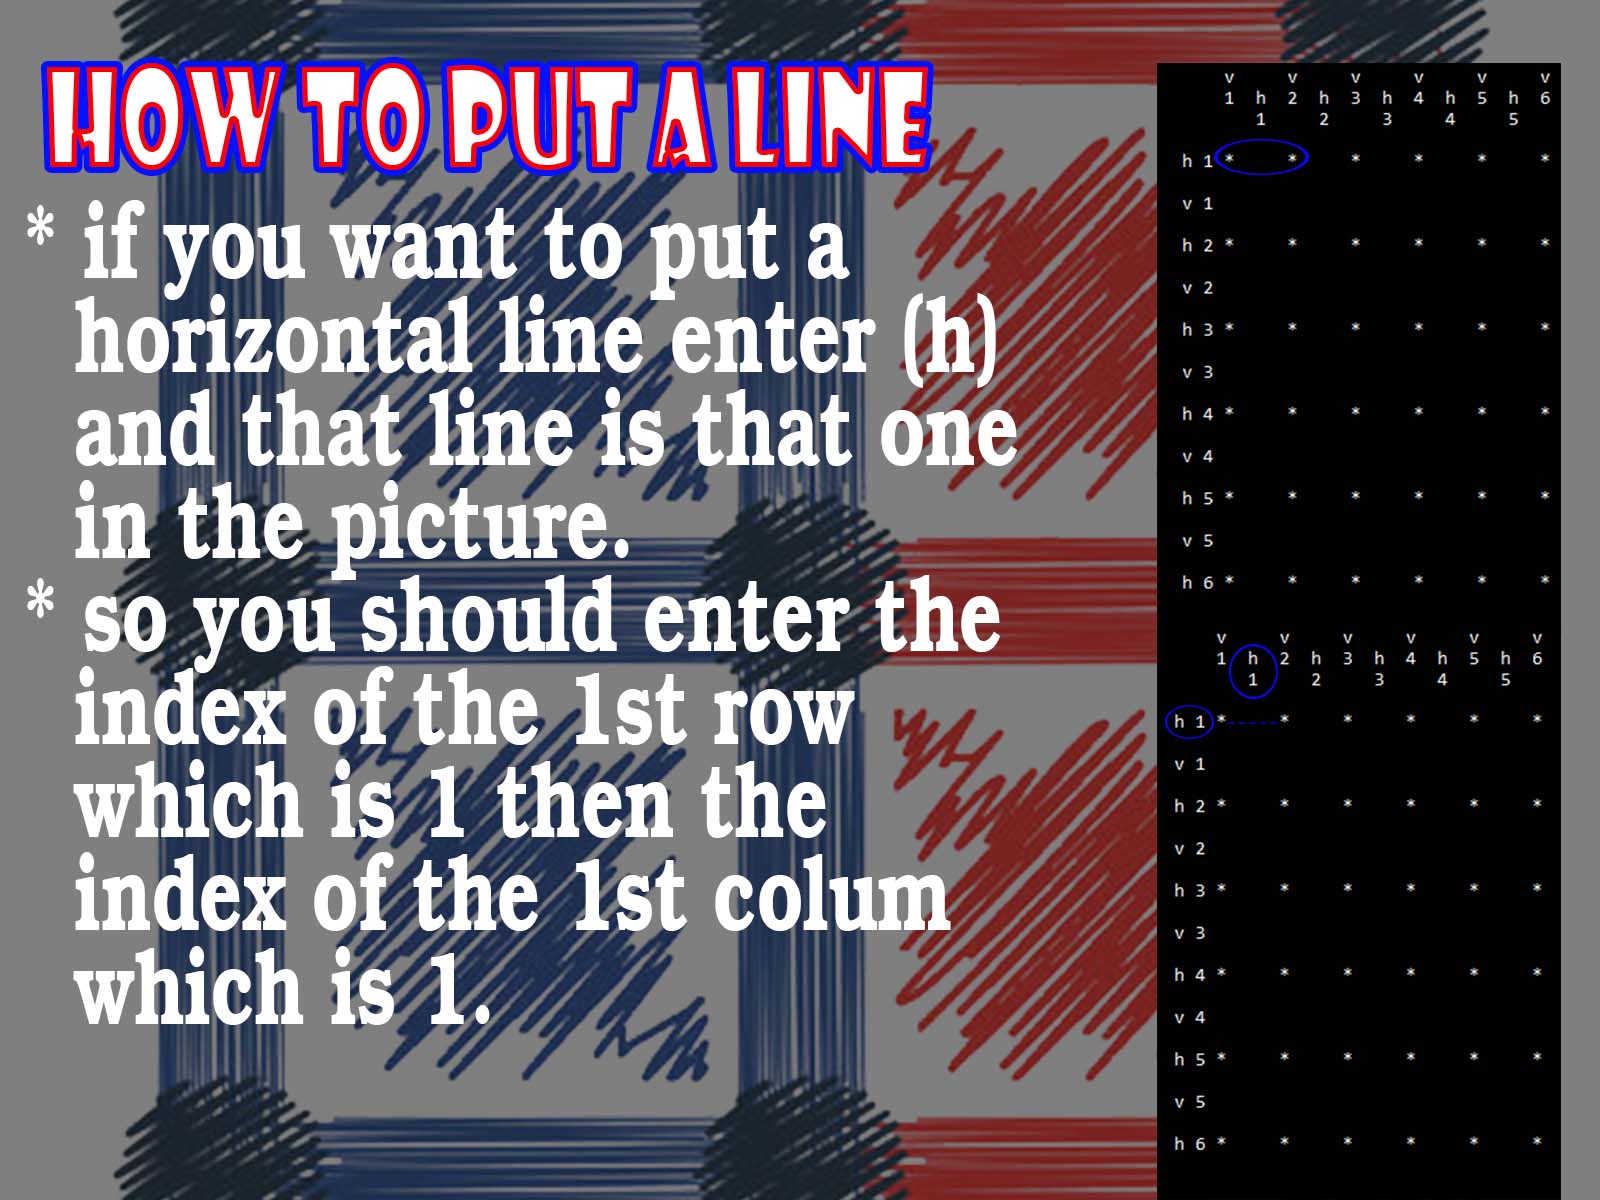 HOW TO PUT A LINE
* if you want to put a
horizontal line enter (h)
and that line is that one
in the picture.
* so you should enter the
index of the 1st row
which is 1 then the
index of the 1st colum
which is 1.
v v v v v v
1 h 2 h 3 h 4 h 5 h 6
1 2 3 4 5
h 1 * * * * * *
v 1
h 2 * * * * * *
v 2
h 3 * * * * * *
v 3
h 4 * * * * * *
v 4
h 5 * * * * * *
v 5
h 6 * * * * * *
v v v v v v
1 h 2 h 3 h 4 h 5 h 6
1 2 3 4 5
h 1 *-----* * * * *
v 1
h 2 * * * * * *
v 2
h 3 * * * * * *
v 3
h 4 * * * * * *
v 4
h 5 * * * * * *
v 5
h 6 * * * * * *